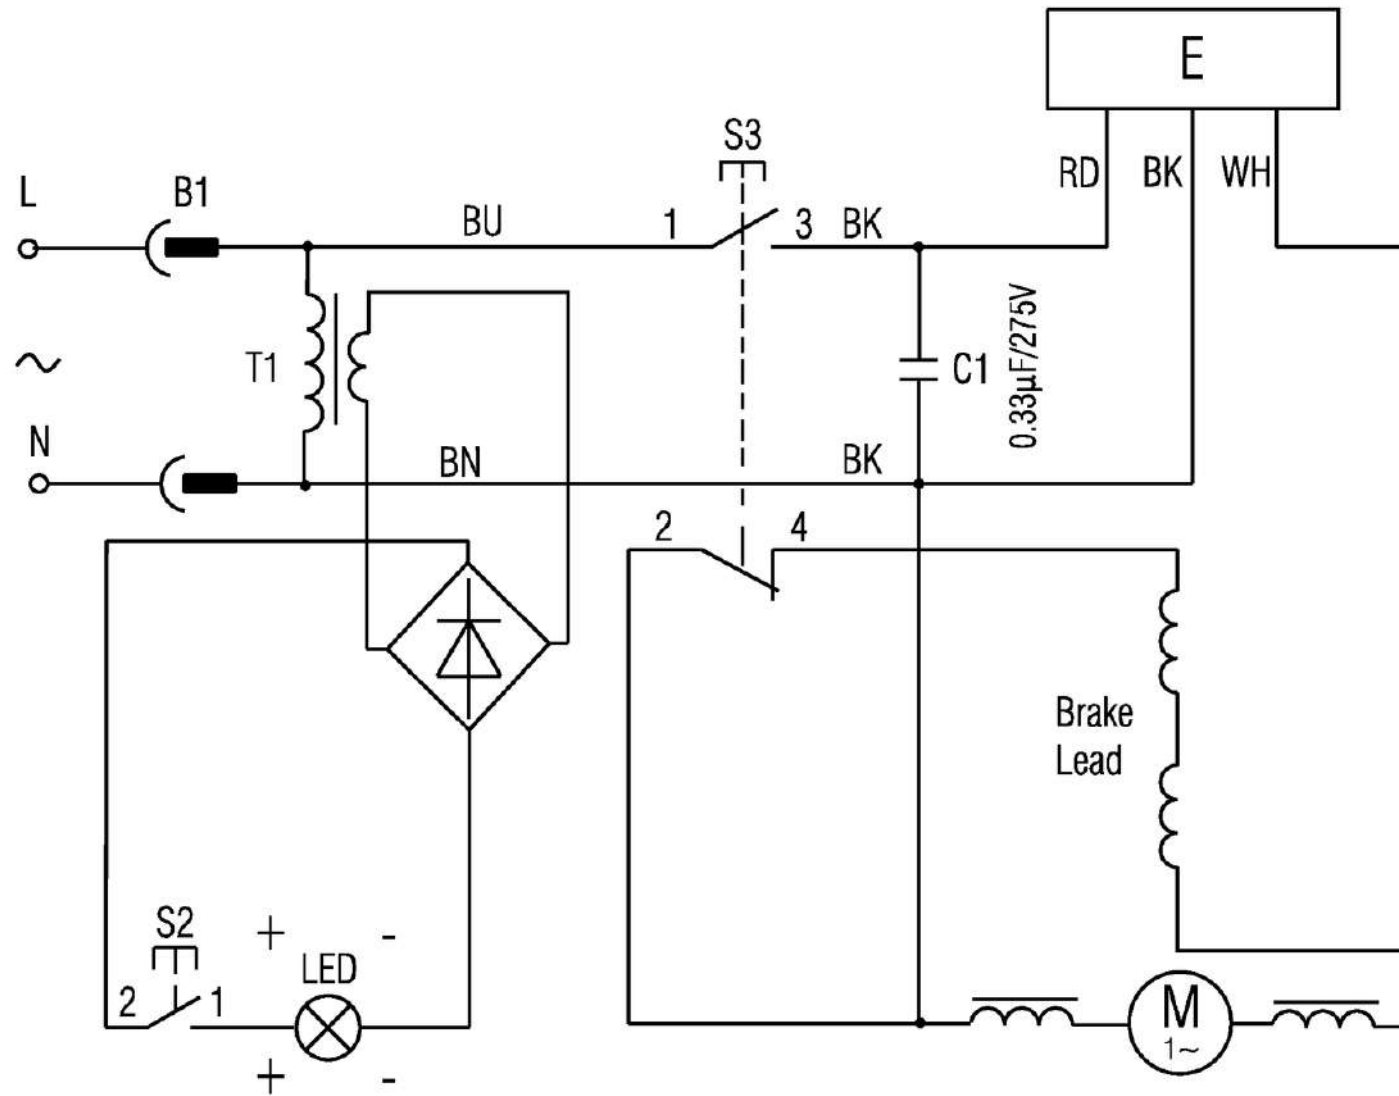 E
S3
RD BK WH
L B1
BU 1 3 BK
0.33µF/275V
T1 C1
N
BN BK
2 4
Brake
Lead
S2 + -
LED
2 1 M
1~
+ -